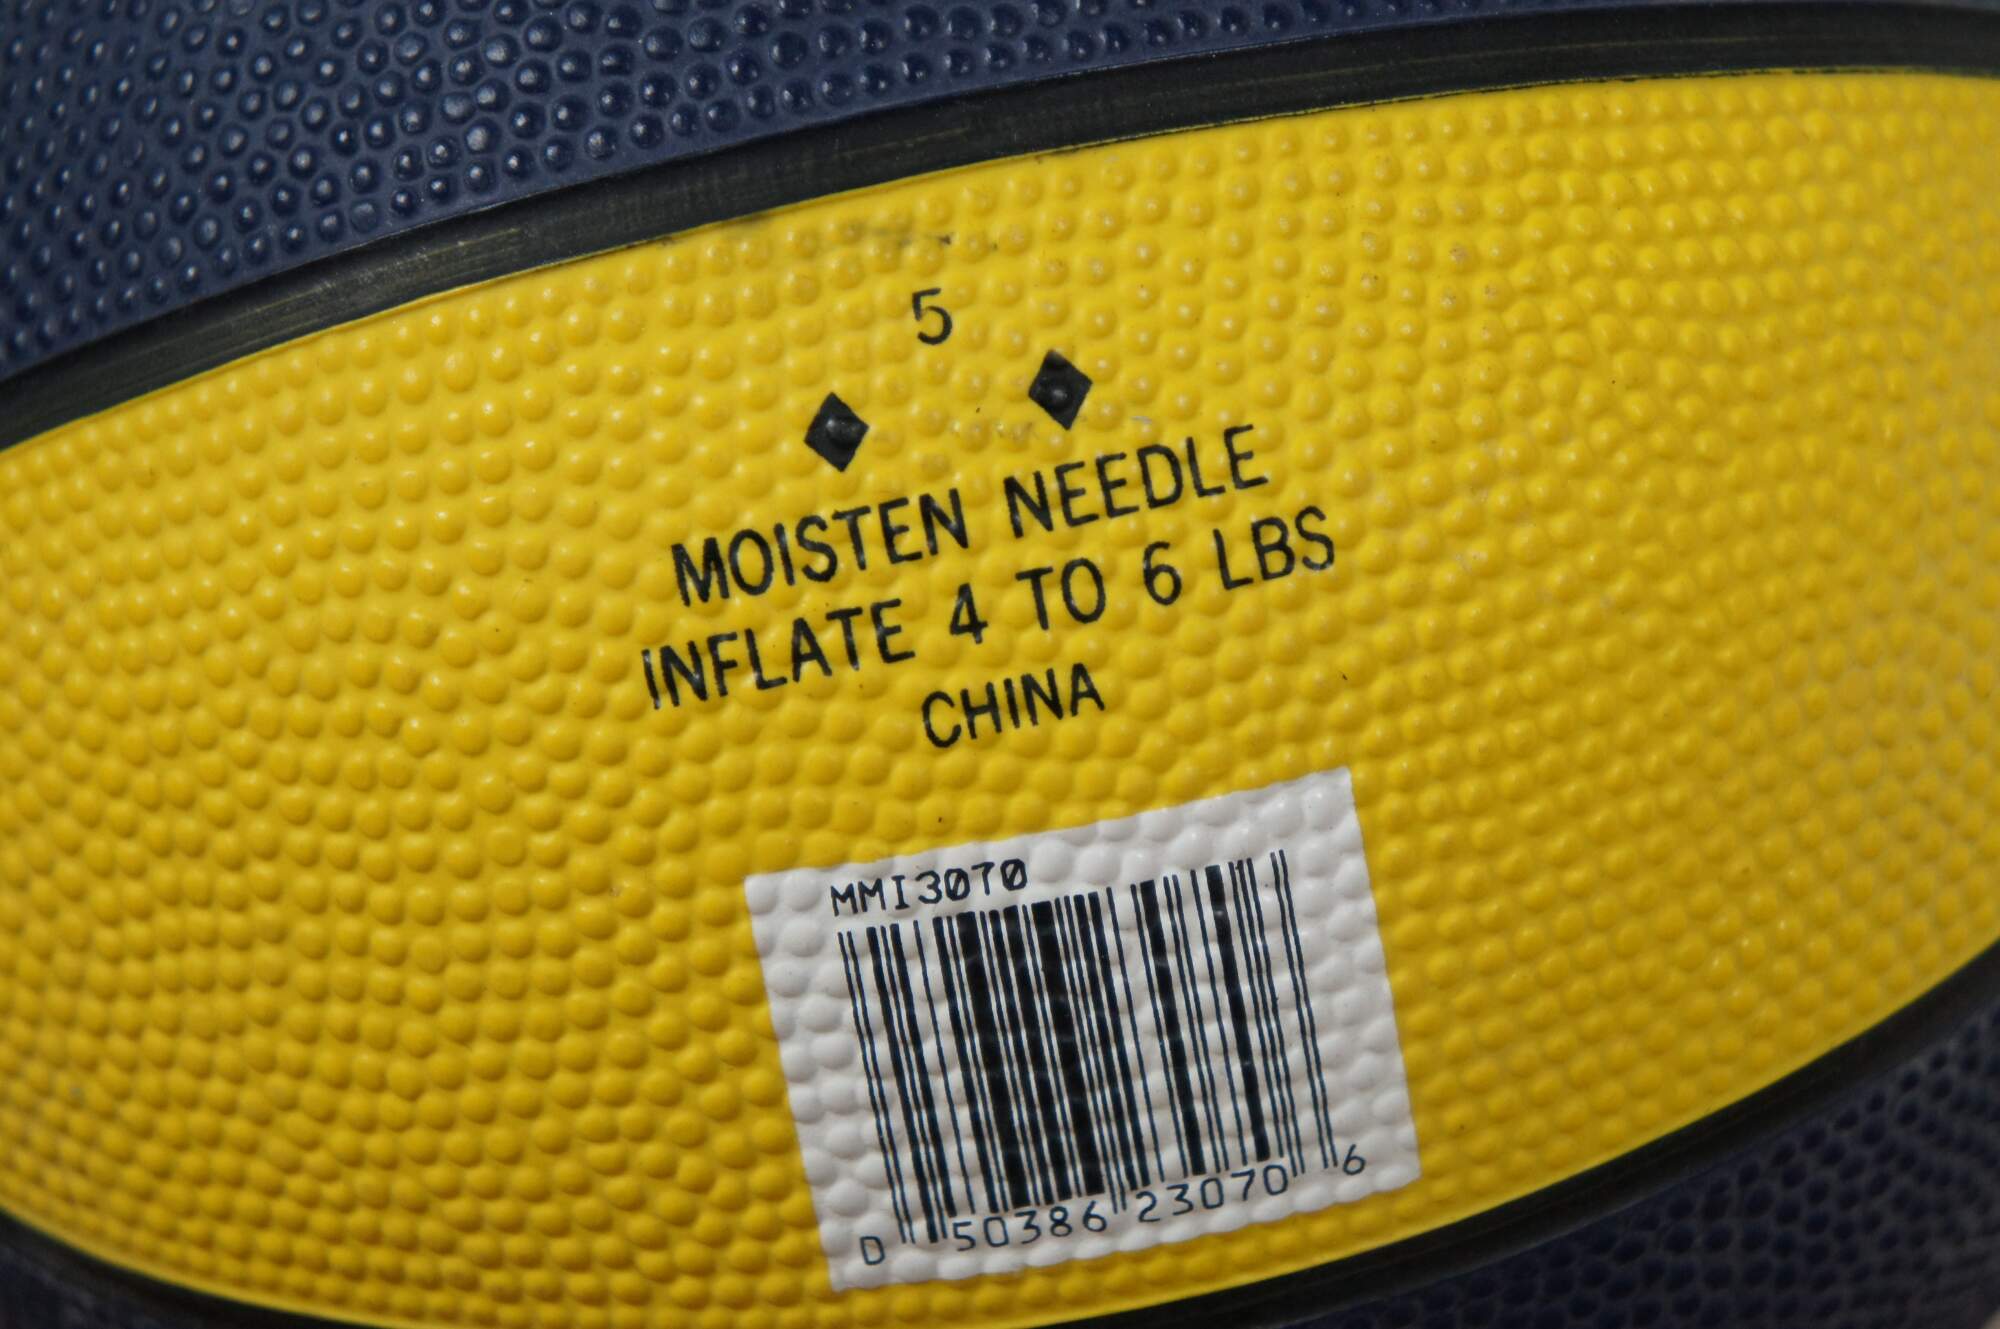 5
MOISTEN NEEDLE
INFLATE 4 TO 6 LBS
CHINA
MMI3070
0 50386 23070 6